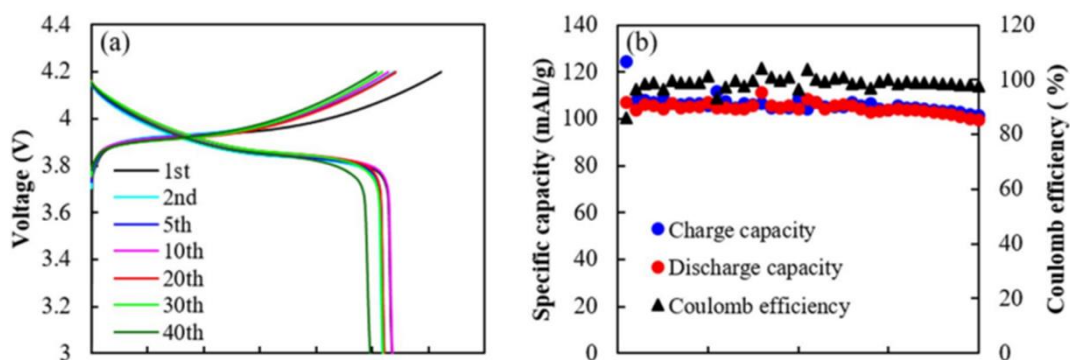 (a)
4.4
4.2
4
3.8
3.6
3.4
3.2
3
Voltage (V)
1st
2nd
5th
10th
20th
30th
40th
(b)
140
120
100
80
60
40
20
0
Specific capacity (mAh/g)
Charge capacity
Discharge capacity
Coulomb efficiency
120
100
80
60
40
20
0
Coulomb efficiency ( %)